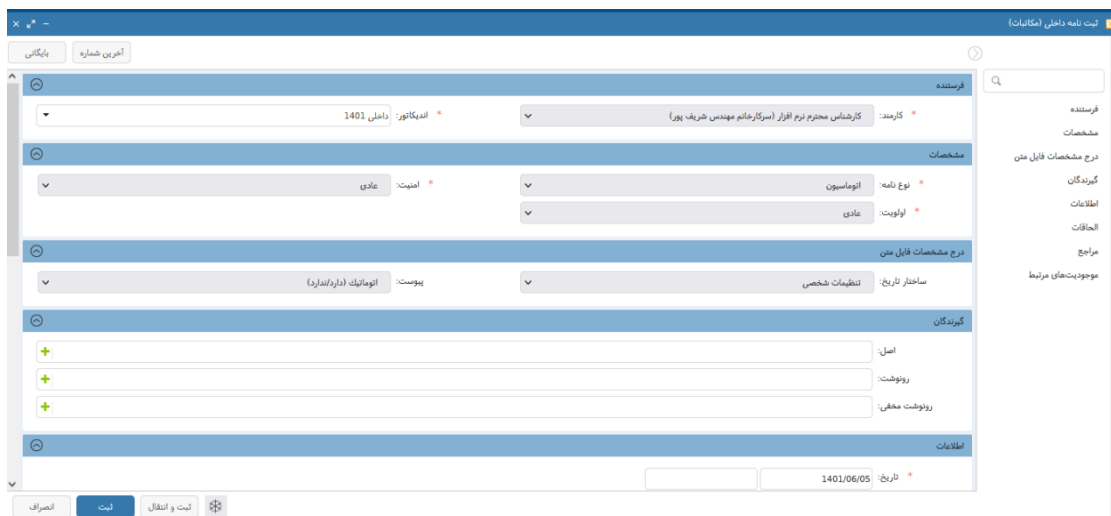 ثبت نامه داخلی (مکاتبات)
آخرین شماره
بایگانی
فرستنده
مشخصات
درج مشخصات فایل متن
گیرندگان
اطلاعات
الحاقات
مراجع
موجودیت‌های مرتبط
فرستنده
* کارمند: کارشناس محترم نرم افزار (سرکارخانم مهندس شریف پور) * اندیکاتور: داخلی 1401
مشخصات
* نوع نامه: اتوماسیون * امنیت: عادی
* اولویت: عادی
درج مشخصات فایل متن
ساختار تاریخ: تنظیمات شخصی پیوست: اتوماتیك (دارد/ندارد)
گیرندگان
اصل:
رونوشت:
رونوشت مخفی:
اطلاعات
* تاریخ: 1401/06/05
ثبت و انتقال
ثبت
انصراف